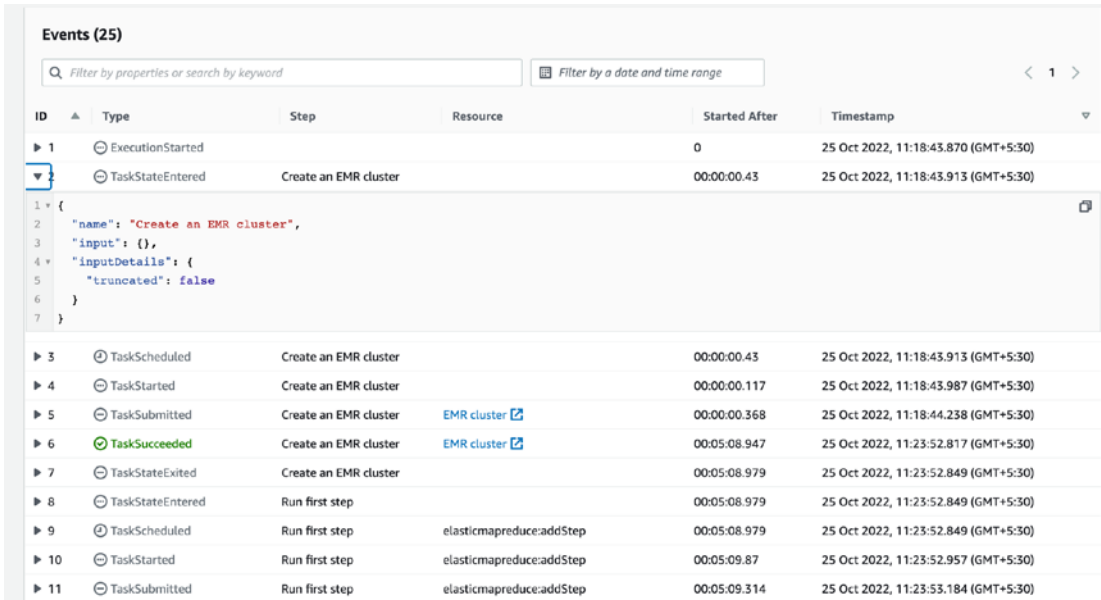 Events (25)
Filter by properties or search by keyword Filter by a date and time range 1
ID Type Step Resource Started After Timestamp
1 ExecutionStarted 0 25 Oct 2022, 11:18:43.870 (GMT+5:30)
2 TaskStateEntered Create an EMR cluster 00:00:00.43 25 Oct 2022, 11:18:43.913 (GMT+5:30)
1 {
2 "name": "Create an EMR cluster",
3 "input": {},
4 "inputDetails": {
5 "truncated": false
6 }
7 }
3 TaskScheduled Create an EMR cluster 00:00:00.43 25 Oct 2022, 11:18:43.913 (GMT+5:30)
4 TaskStarted Create an EMR cluster 00:00:00.117 25 Oct 2022, 11:18:43.987 (GMT+5:30)
5 TaskSubmitted Create an EMR cluster EMR cluster 00:00:00.368 25 Oct 2022, 11:18:44.238 (GMT+5:30)
6 TaskSucceeded Create an EMR cluster EMR cluster 00:05:08.947 25 Oct 2022, 11:23:52.817 (GMT+5:30)
7 TaskStateExited Create an EMR cluster 00:05:08.979 25 Oct 2022, 11:23:52.849 (GMT+5:30)
8 TaskStateEntered Run first step 00:05:08.979 25 Oct 2022, 11:23:52.849 (GMT+5:30)
9 TaskScheduled Run first step elasticmapreduce:addStep 00:05:08.979 25 Oct 2022, 11:23:52.849 (GMT+5:30)
10 TaskStarted Run first step elasticmapreduce:addStep 00:05:09.87 25 Oct 2022, 11:23:52.957 (GMT+5:30)
11 TaskSubmitted Run first step elasticmapreduce:addStep 00:05:09.314 25 Oct 2022, 11:23:53.184 (GMT+5:30)